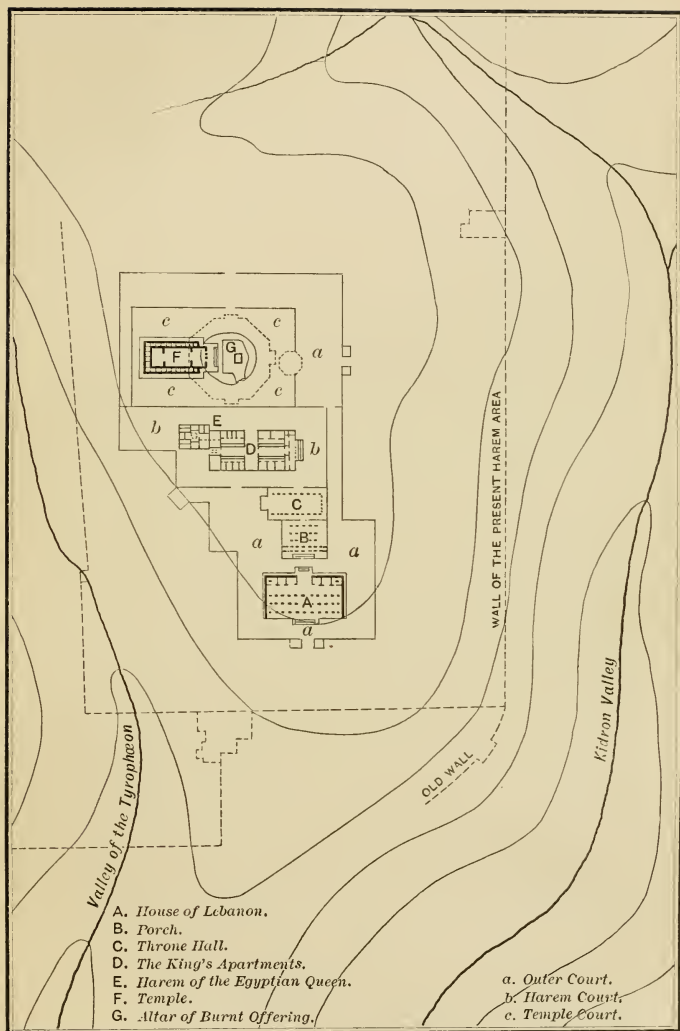 c
c
a
F
G
c
c
b
E
D
b
C
a
B
a
A
a
WALL OF THE PRESENT HAREM AREA
OLD WALL
Kidron Valley
Valley of the Tyrophœon
A. House of Lebanon.
B. Porch.
C. Throne Hall.
D. The King's Apartments.
E. Harem of the Egyptian Queen.
F. Temple.
G. Altar of Burnt Offering.
a. Outer Court.
b. Harem Court.
c. Temple Court.